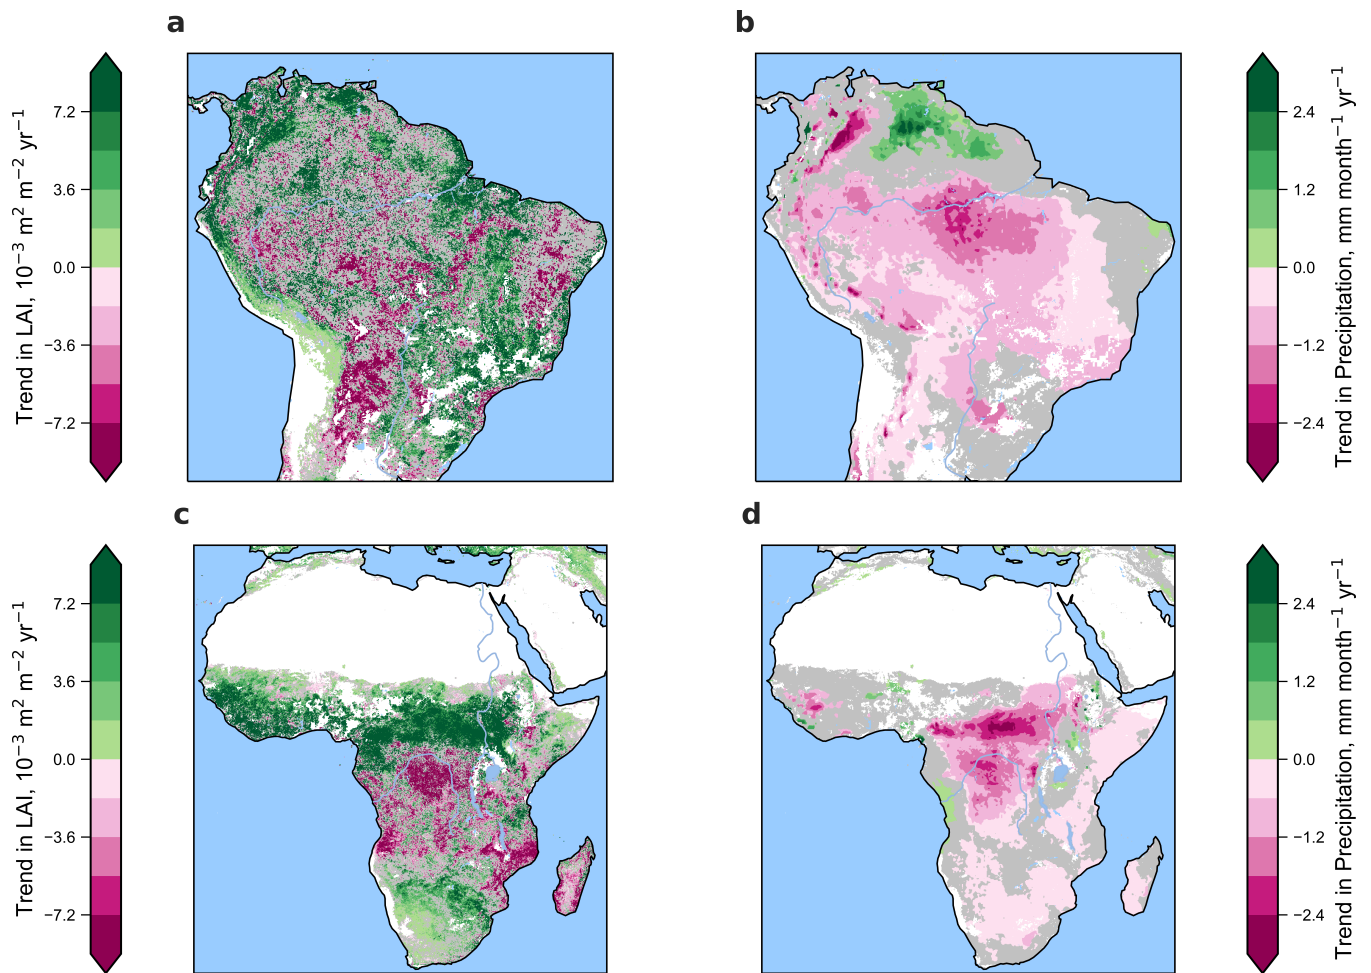 a
b
7.2
3.6
0.0
−3.6
−7.2
Trend in LAI, 10⁻³ m² m⁻² yr⁻¹
2.4
1.2
0.0
−1.2
−2.4
Trend in Precipitation, mm month⁻¹ yr⁻¹
c
d
7.2
3.6
0.0
−3.6
−7.2
Trend in LAI, 10⁻³ m² m⁻² yr⁻¹
2.4
1.2
0.0
−1.2
−2.4
Trend in Precipitation, mm month⁻¹ yr⁻¹